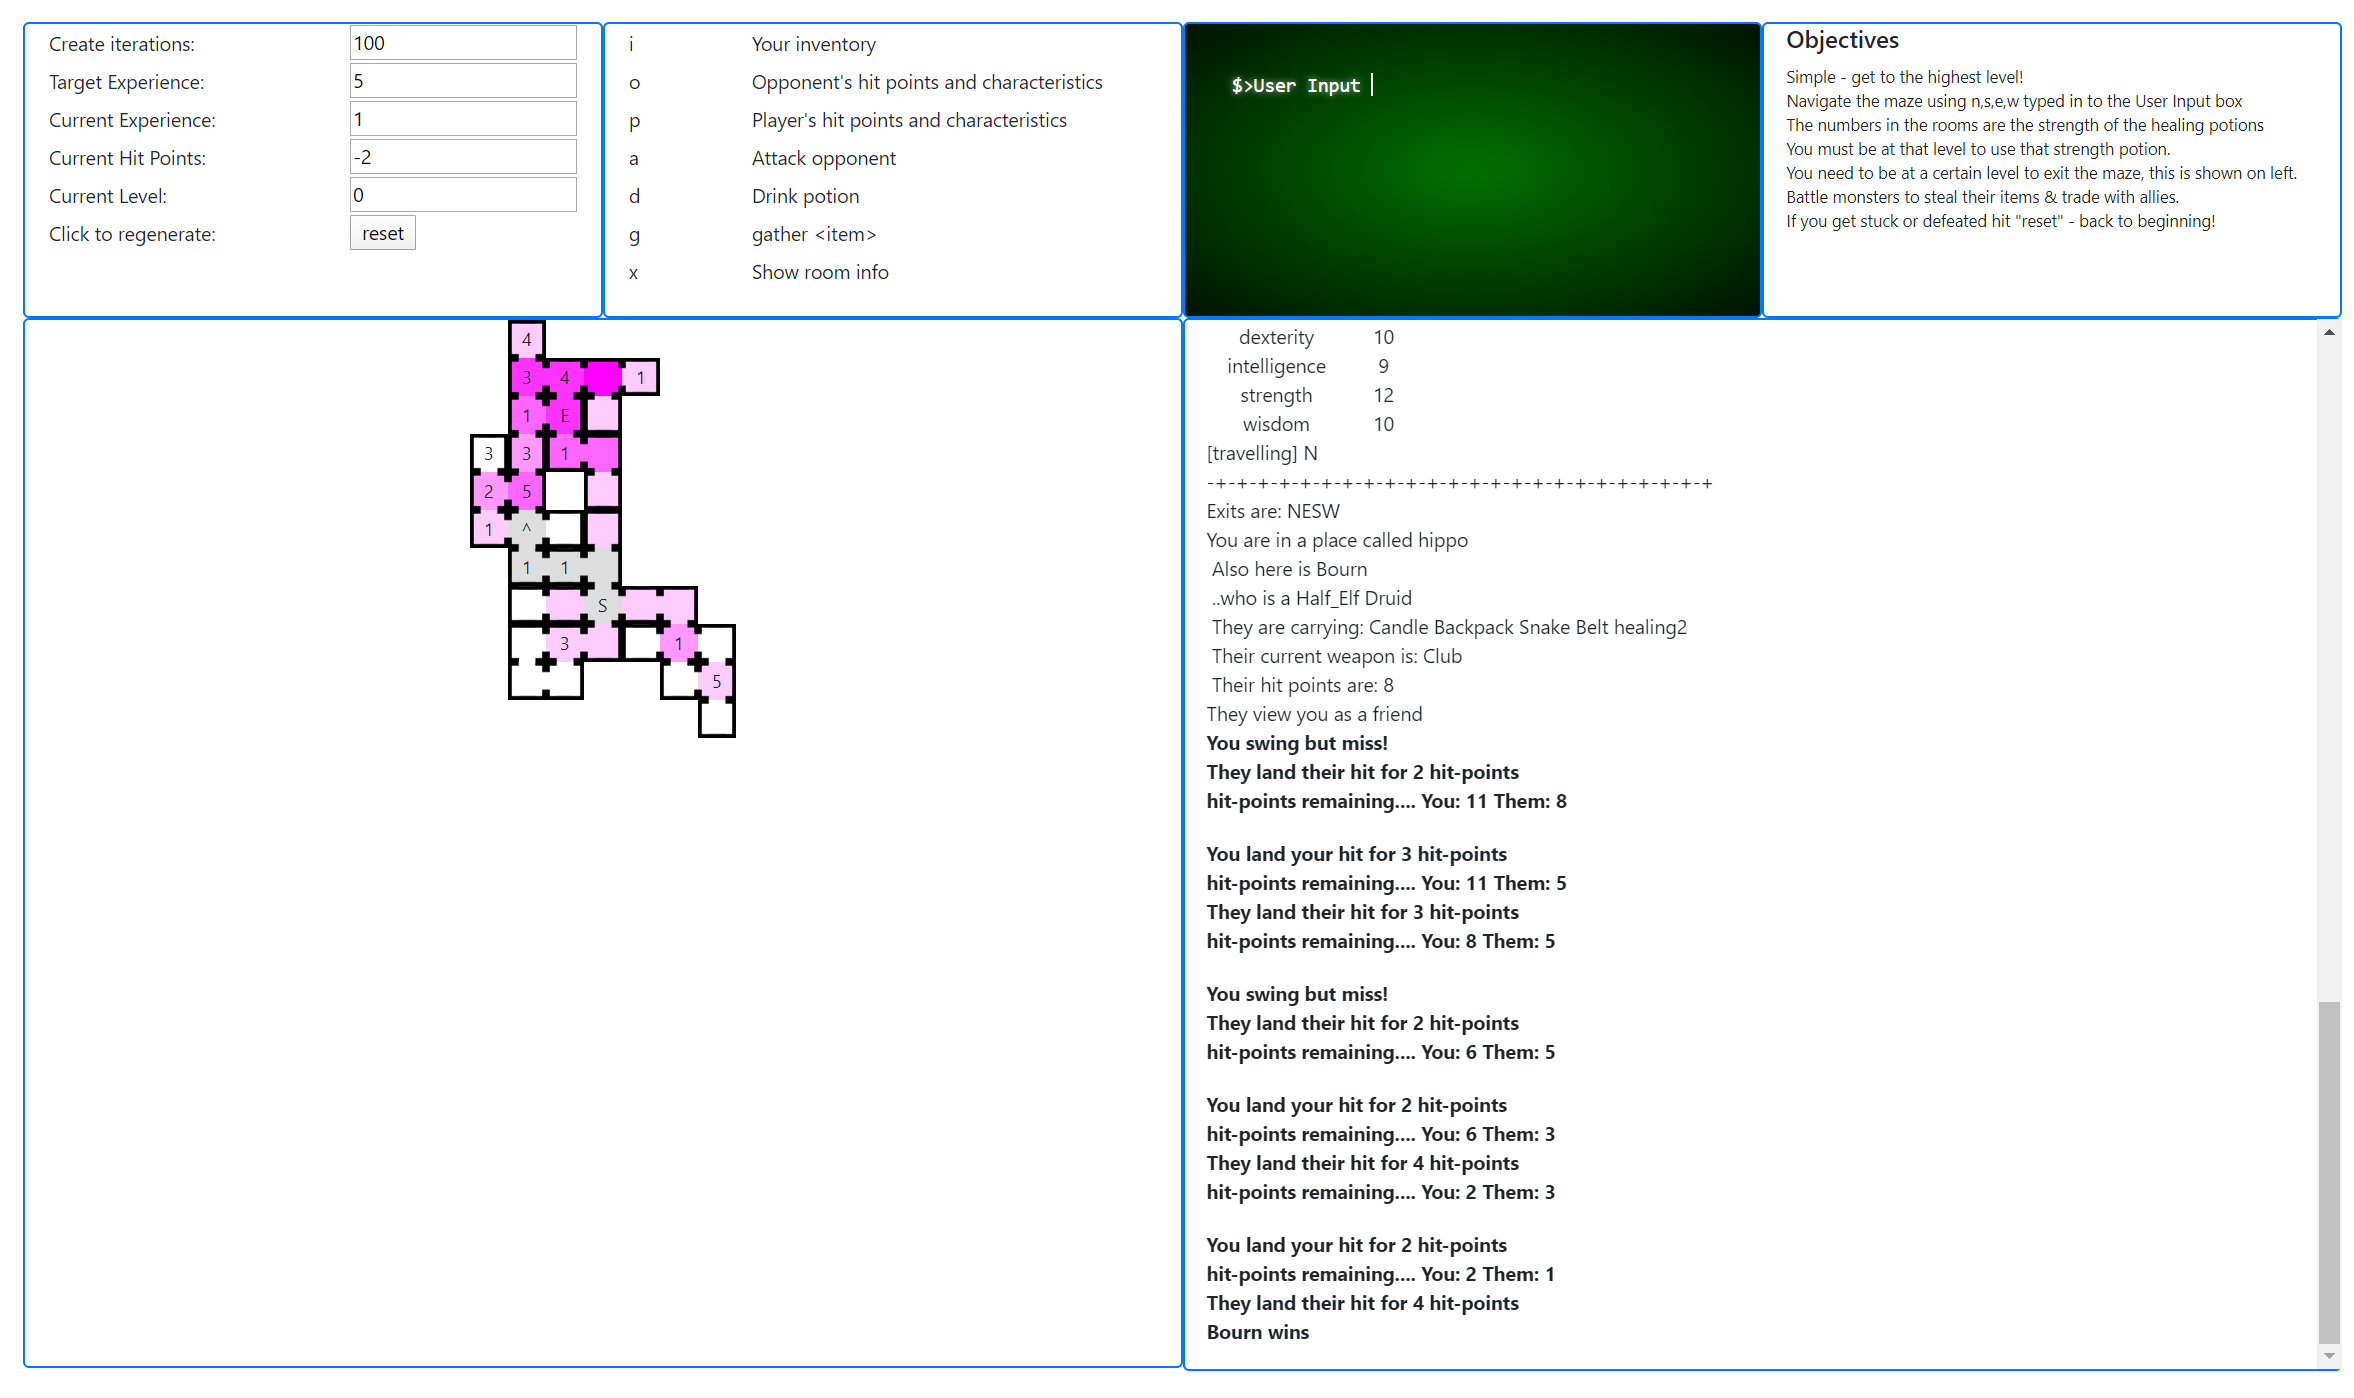 Create iterations: 100
Target Experience: 5
Current Experience: 1
Current Hit Points: -2
Current Level: 0
Click to regenerate: reset
i Your inventory
o Opponent's hit points and characteristics
p Player's hit points and characteristics
a Attack opponent
d Drink potion
g gather <item>
x Show room info
$>User Input
Objectives
Simple - get to the highest level!
Navigate the maze using n,s,e,w typed in to the User Input box
The numbers in the rooms are the strength of the healing potions
You must be at that level to use that strength potion.
You need to be at a certain level to exit the maze, this is shown on left.
Battle monsters to steal their items & trade with allies.
If you get stuck or defeated hit "reset" - back to beginning!
4
3 4 1
1 E
3 3 1
2 5
1 ^
1 1
S
3 1
5
dexterity 10
intelligence 9
strength 12
wisdom 10
[travelling] N
-+-+-+-+-+-+-+-+-+-+-+-+-+-+-+-+-+-+-+-+-+-+-+-+
Exits are: NESW
You are in a place called hippo
Also here is Bourn
..who is a Half_Elf Druid
They are carrying: Candle Backpack Snake Belt healing2
Their current weapon is: Club
Their hit points are: 8
They view you as a friend
You swing but miss!
They land their hit for 2 hit-points
hit-points remaining.... You: 11 Them: 8
You land your hit for 3 hit-points
hit-points remaining.... You: 11 Them: 5
They land their hit for 3 hit-points
hit-points remaining.... You: 8 Them: 5
You swing but miss!
They land their hit for 2 hit-points
hit-points remaining.... You: 6 Them: 5
You land your hit for 2 hit-points
hit-points remaining.... You: 6 Them: 3
They land their hit for 4 hit-points
hit-points remaining.... You: 2 Them: 3
You land your hit for 2 hit-points
hit-points remaining.... You: 2 Them: 1
They land their hit for 4 hit-points
Bourn wins